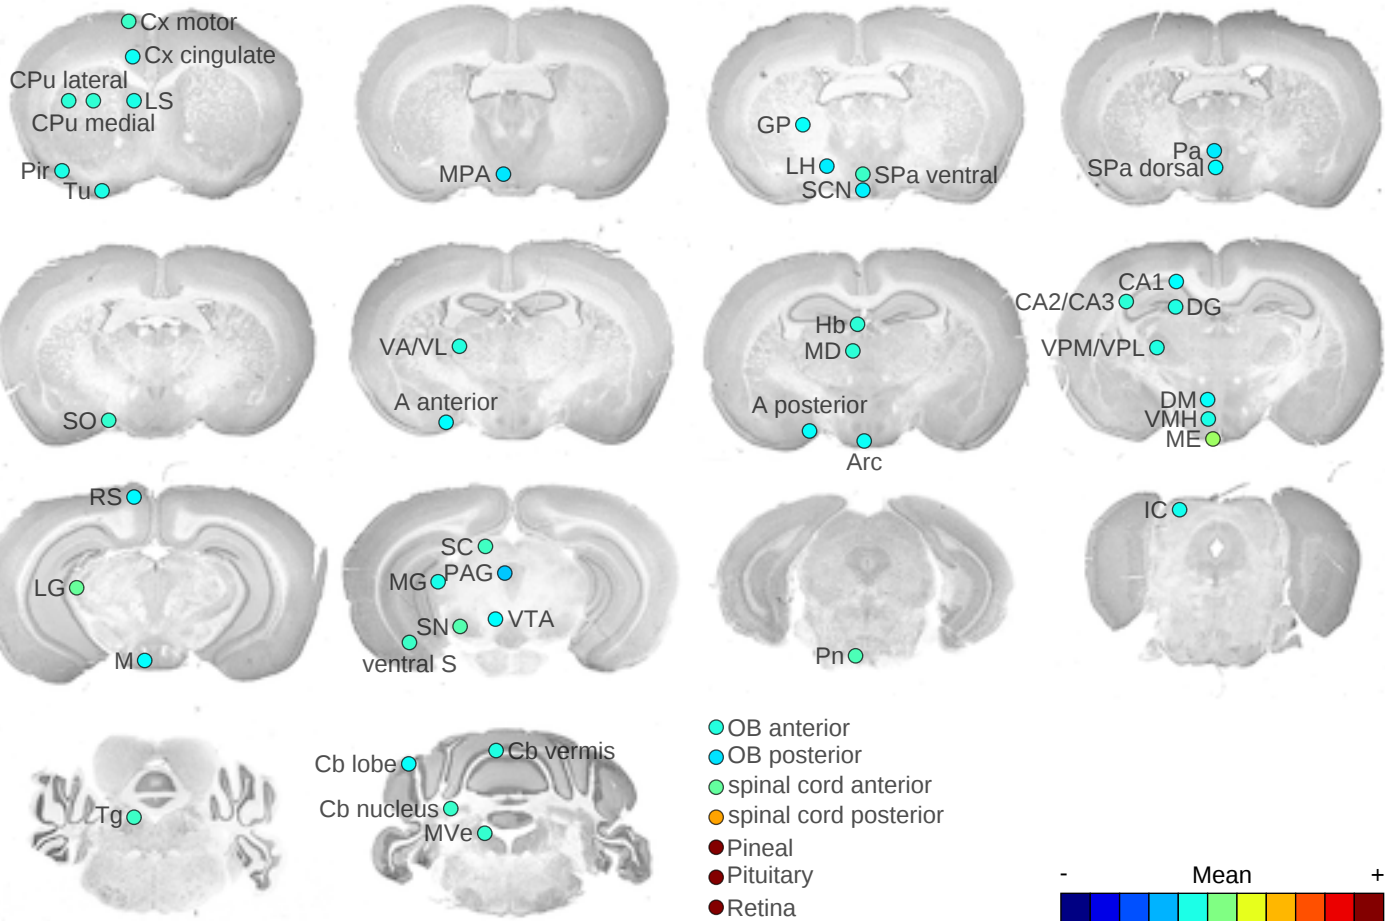 Cx motor
Cx cingulate
CPu lateral
LS
CPu medial
Pir
Tu
MPA
GP
LH
SPa ventral
SCN
Pa
SPa dorsal
SO
VA/VL
A anterior
Hb
MD
A posterior
Arc
CA1
CA2/CA3
DG
VPM/VPL
DM
VMH
ME
RS
LG
M
SC
MG
PAG
SN
VTA
ventral S
Pn
IC
Tg
Cb lobe
Cb vermis
Cb nucleus
MVe
OB anterior
OB posterior
spinal cord anterior
spinal cord posterior
Pineal
Pituitary
Retina
- Mean +